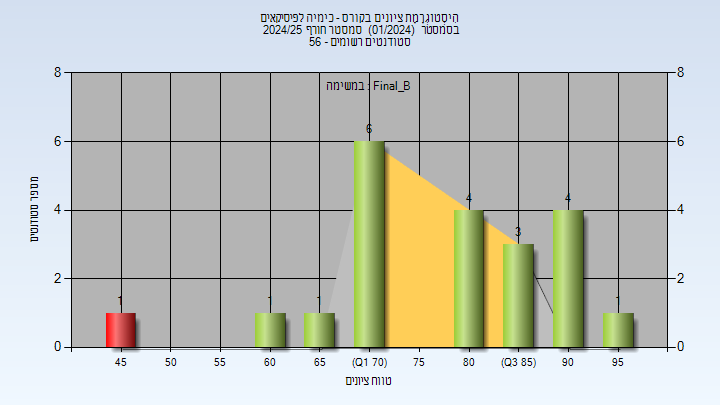 היסטוגרמת ציונים בקורס - כימיה לפיסיקאים
בסמסטר (01/2024) סמסטר חורף 2024/25
סטודנטים רשומים - 56
במשימה : Final_B
8 8
6 6
4 4
2 2
0 0
מספר סטודנטים
1 1 1 6 4 3 4 1
45 50 55 60 65 (Q1 70) 75 80 (Q3 85) 90 95
טווח ציונים